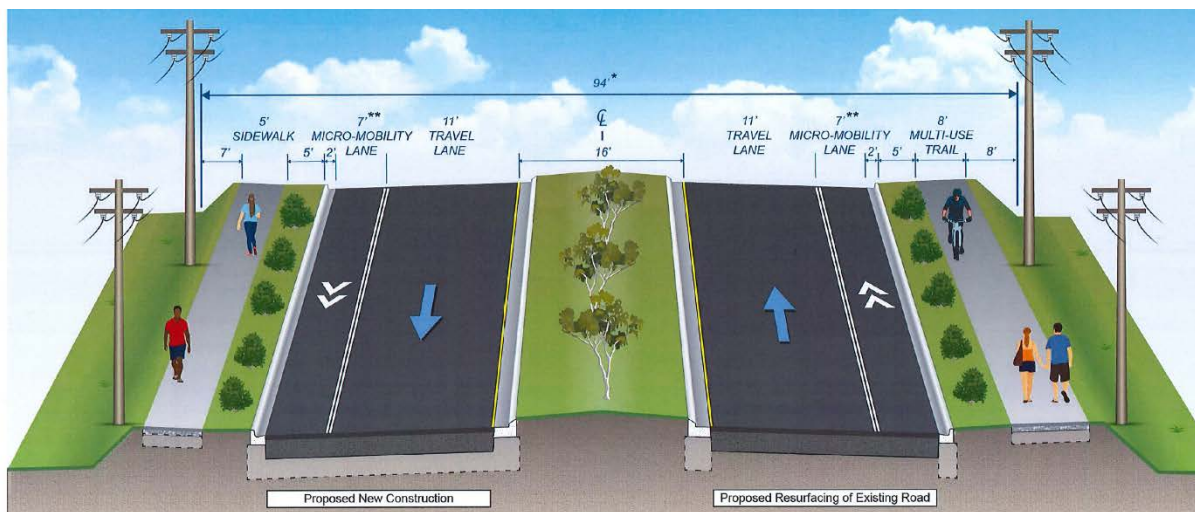 94'*
5'
SIDEWALK
7'**
MICRO-MOBILITY
LANE
11'
TRAVEL
LANE
℄
11'
TRAVEL
LANE
7'**
MICRO-MOBILITY
LANE
8'
MULTI-USE
TRAIL
7'
5'
2'
16'
2'
5'
8'
Proposed New Construction
Proposed Resurfacing of Existing Road